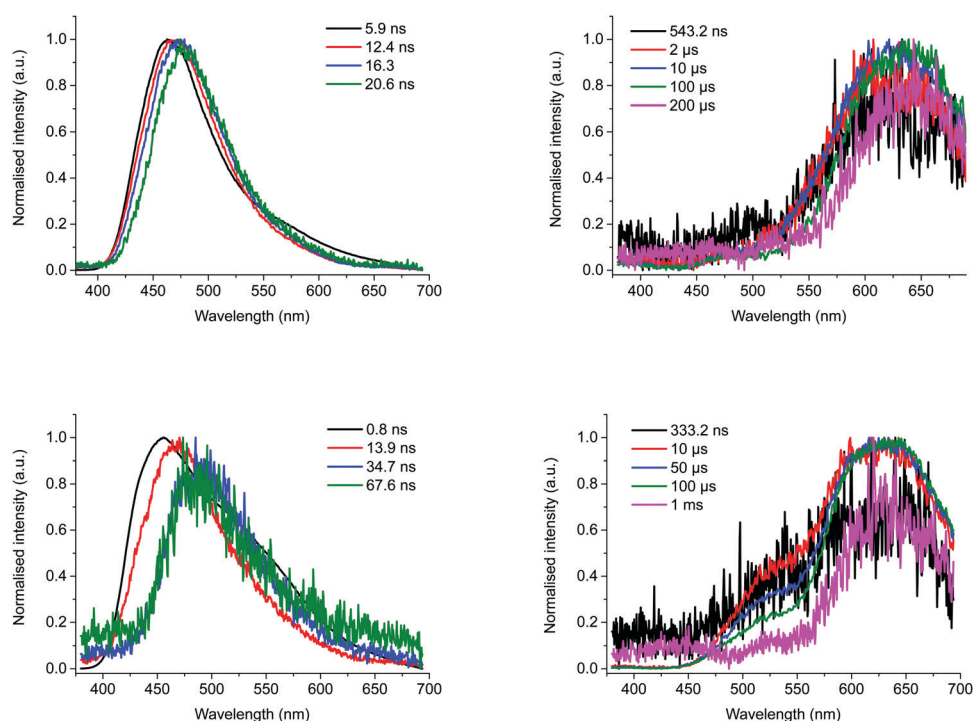 5.9 ns
12.4 ns
16.3
20.6 ns
1.0
0.8
0.6
0.4
0.2
0.0
Normalised intensity (a.u.)
400 450 500 550 600 650 700
Wavelength (nm)
543.2 ns
2 µs
10 µs
100 µs
200 µs
1.0
0.8
0.6
0.4
0.2
0.0
Normalised intensity (a.u.)
400 450 500 550 600 650
Wavelength (nm)
0.8 ns
13.9 ns
34.7 ns
67.6 ns
1.0
0.8
0.6
0.4
0.2
0.0
Normalised intensity (a.u.)
400 450 500 550 600 650 700
Wavelength (nm)
333.2 ns
10 µs
50 µs
100 µs
1 ms
1.0
0.8
0.6
0.4
0.2
0.0
Normalised intensity (a.u.)
400 450 500 550 600 650 700
Wavelength (nm)